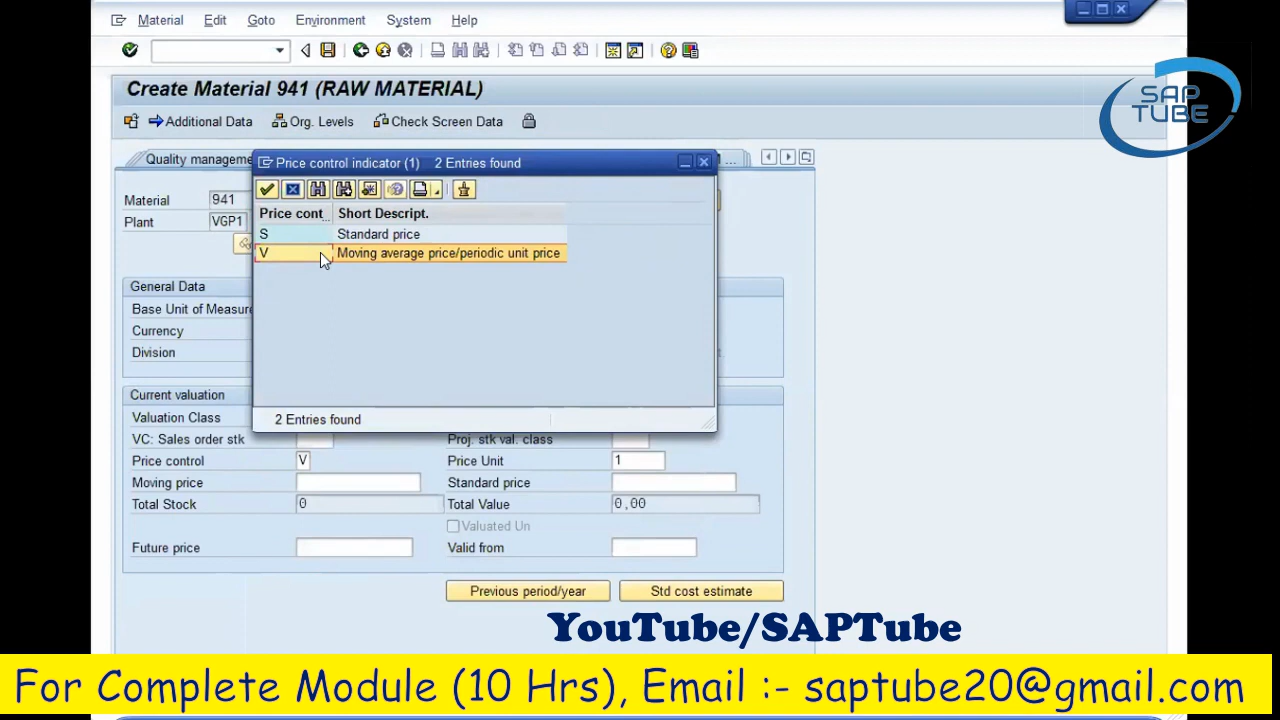 Material Edit Goto Environment System Help
Create Material 941 (RAW MATERIAL)
SAP
TUBE
Additional Data Org. Levels Check Screen Data
Quality manageme
...
Price control indicator (1) 2 Entries found
Material 941
Plant VGP1
Price cont... Short Descript.
S Standard price
V Moving average price/periodic unit price
General Data
Base Unit of Measure
Currency
Division
Current valuation
Valuation Class
2 Entries found
VC: Sales order stk Proj. stk val. class
Price control V Price Unit 1
Moving price Standard price
Total Stock 0 Total Value 0,00
Valuated Un
Future price Valid from
Previous period/year Std cost estimate
YouTube/SAPTube
For Complete Module (10 Hrs), Email :- saptube20@gmail.com